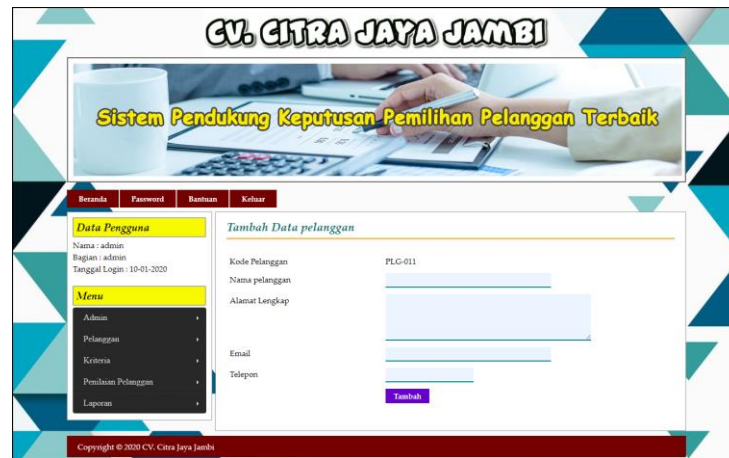 CV. CITRA JAYA JAMBI
Sistem Pendukung Keputusan Pemilihan Pelanggan Terbaik
Beranda Password Bantuan Keluar
Data Pengguna
Nama : admin
Bagian : admin
Tanggal Login : 10-01-2020
Menu
Admin
Pelanggan
Kriteria
Penilaian Pelanggan
Laporan
Tambah Data pelanggan
Kode Pelanggan PLG-011
Nama pelanggan
Alamat Lengkap
Email
Telepon
Tambah
Copyright © 2020 CV. Citra Jaya Jambi